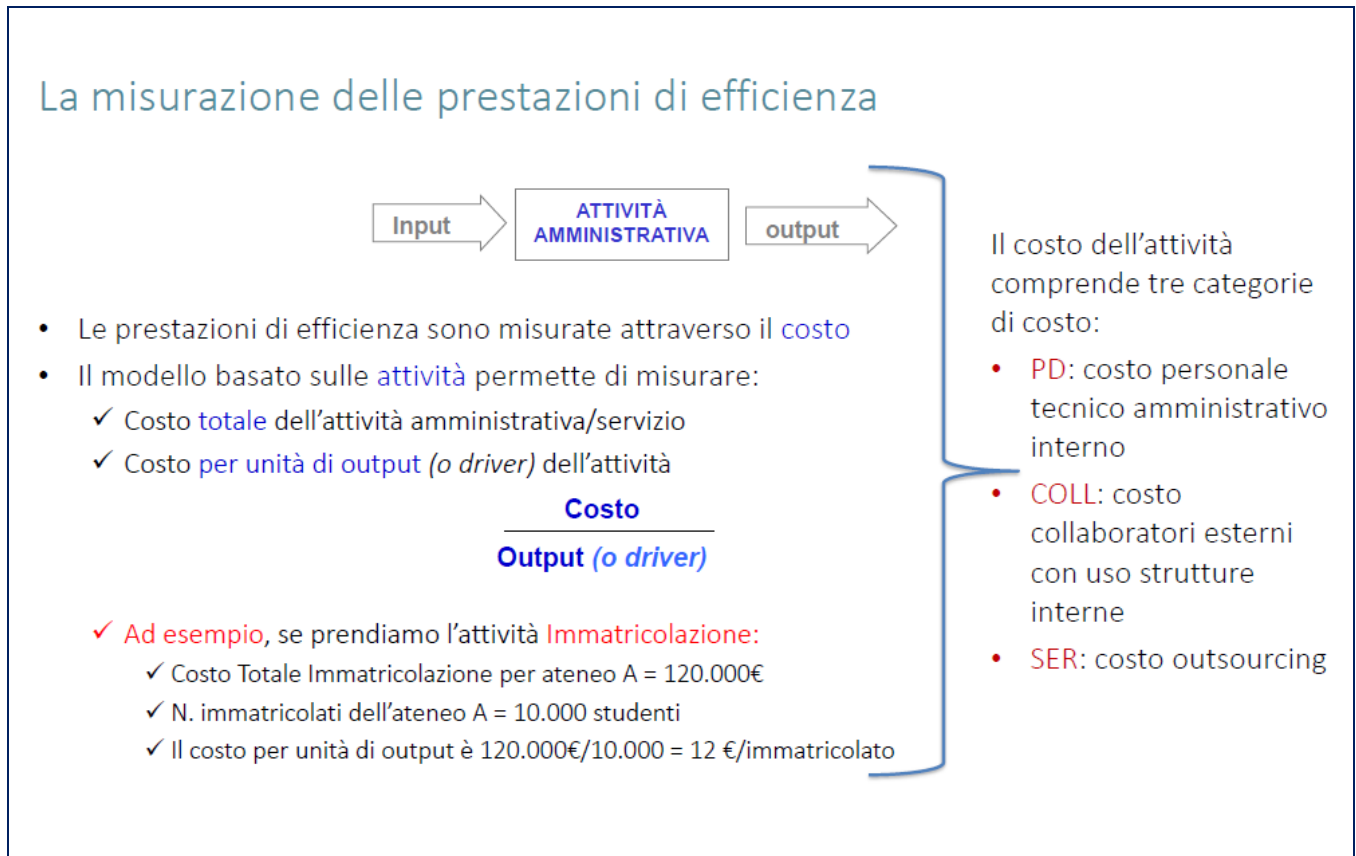 La misurazione delle prestazioni di efficienza
Input
ATTIVITÀ
AMMINISTRATIVA
output
• Le prestazioni di efficienza sono misurate attraverso il costo
• Il modello basato sulle attività permette di misurare:
✓ Costo totale dell’attività amministrativa/servizio
✓ Costo per unità di output (o driver) dell’attività
Costo
Output (o driver)
✓ Ad esempio, se prendiamo l’attività Immatricolazione:
✓ Costo Totale Immatricolazione per ateneo A = 120.000€
✓ N. immatricolati dell’ateneo A = 10.000 studenti
✓ Il costo per unità di output è 120.000€/10.000 = 12 €/immatricolato
Il costo dell’attività
comprende tre categorie
di costo:
• PD: costo personale
tecnico amministrativo
interno
• COLL: costo
collaboratori esterni
con uso strutture
interne
• SER: costo outsourcing